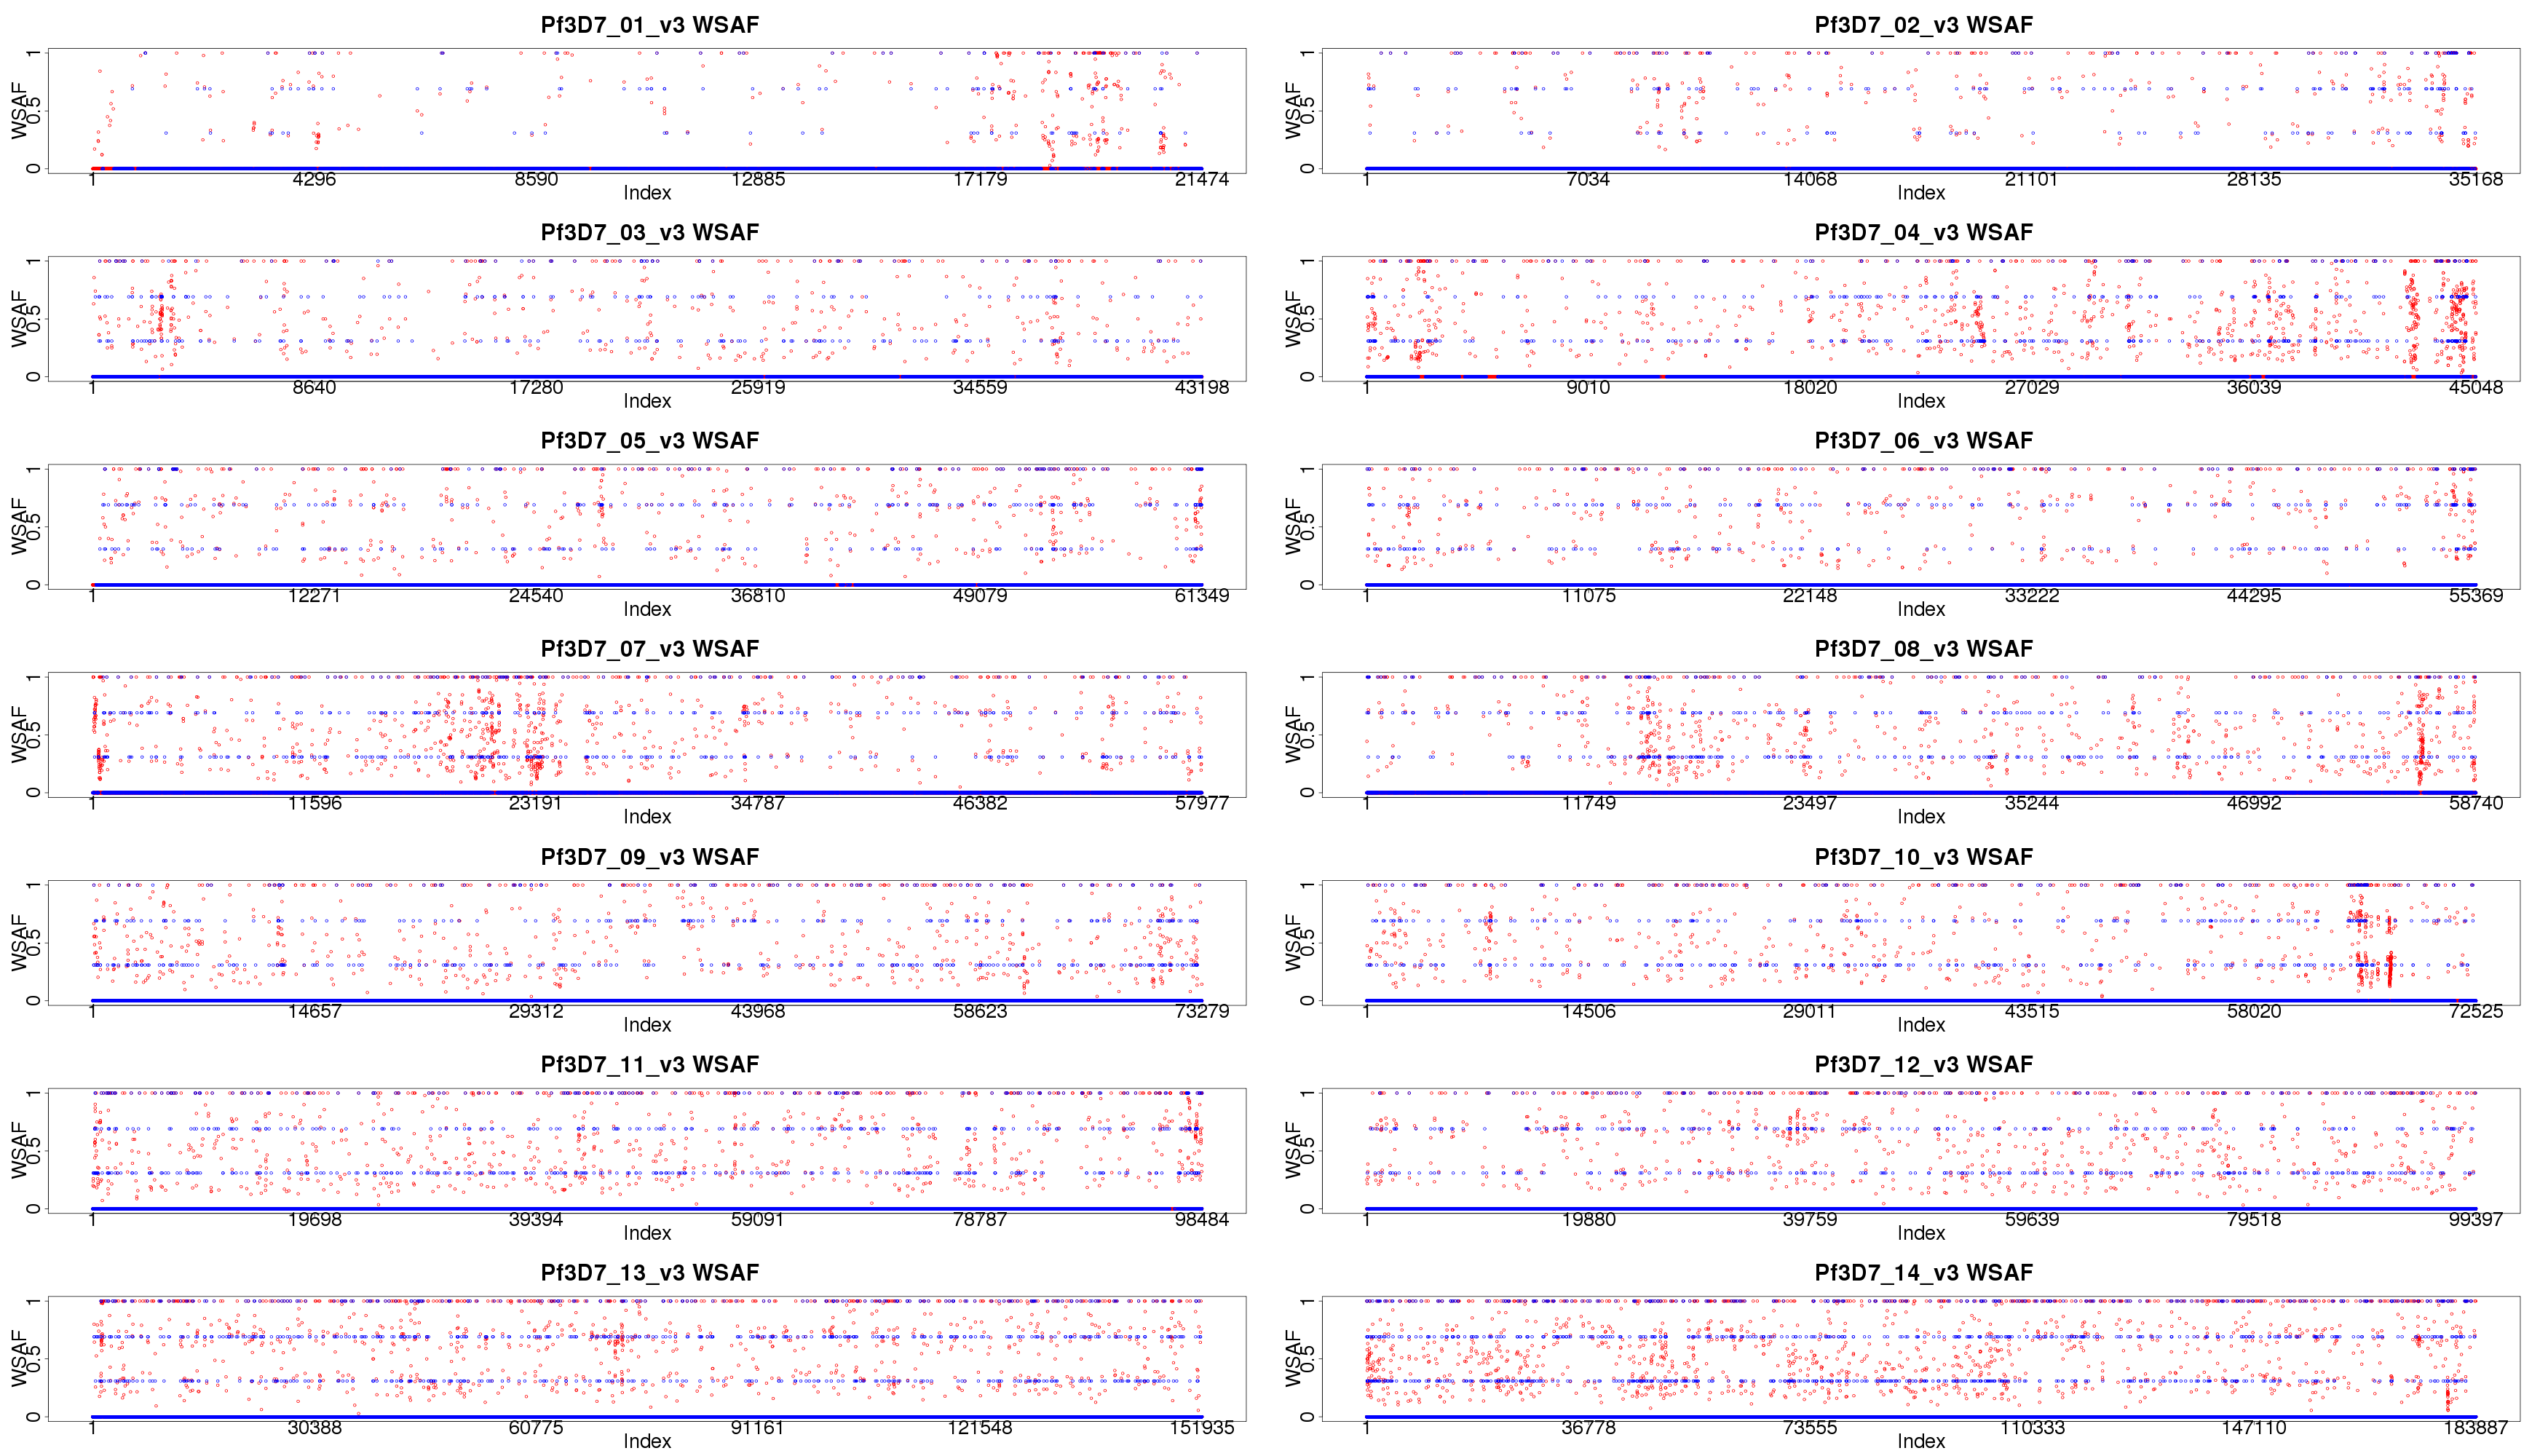 Pf3D7_01_v3 WSAF
WSAF
0 0.5 1
1 4296 8590 12885 17179 21474
Index
Pf3D7_02_v3 WSAF
WSAF
0 0.5 1
1 7034 14068 21101 28135 35168
Index
Pf3D7_03_v3 WSAF
WSAF
0 0.5 1
1 8640 17280 25919 34559 43198
Index
Pf3D7_04_v3 WSAF
WSAF
0 0.5 1
1 9010 18020 27029 36039 45048
Index
Pf3D7_05_v3 WSAF
WSAF
0 0.5 1
1 12271 24540 36810 49079 61349
Index
Pf3D7_06_v3 WSAF
WSAF
0 0.5 1
1 11075 22148 33222 44295 55369
Index
Pf3D7_07_v3 WSAF
WSAF
0 0.5 1
1 11596 23191 34787 46382 57977
Index
Pf3D7_08_v3 WSAF
WSAF
0 0.5 1
1 11749 23497 35244 46992 58740
Index
Pf3D7_09_v3 WSAF
WSAF
0 0.5 1
1 14657 29312 43968 58623 73279
Index
Pf3D7_10_v3 WSAF
WSAF
0 0.5 1
1 14506 29011 43515 58020 72525
Index
Pf3D7_11_v3 WSAF
WSAF
0 0.5 1
1 19698 39394 59091 78787 98484
Index
Pf3D7_12_v3 WSAF
WSAF
0 0.5 1
1 19880 39759 59639 79518 99397
Index
Pf3D7_13_v3 WSAF
WSAF
0 0.5 1
1 30388 60775 91161 121548 151935
Index
Pf3D7_14_v3 WSAF
WSAF
0 0.5 1
1 36778 73555 110333 147110 183887
Index